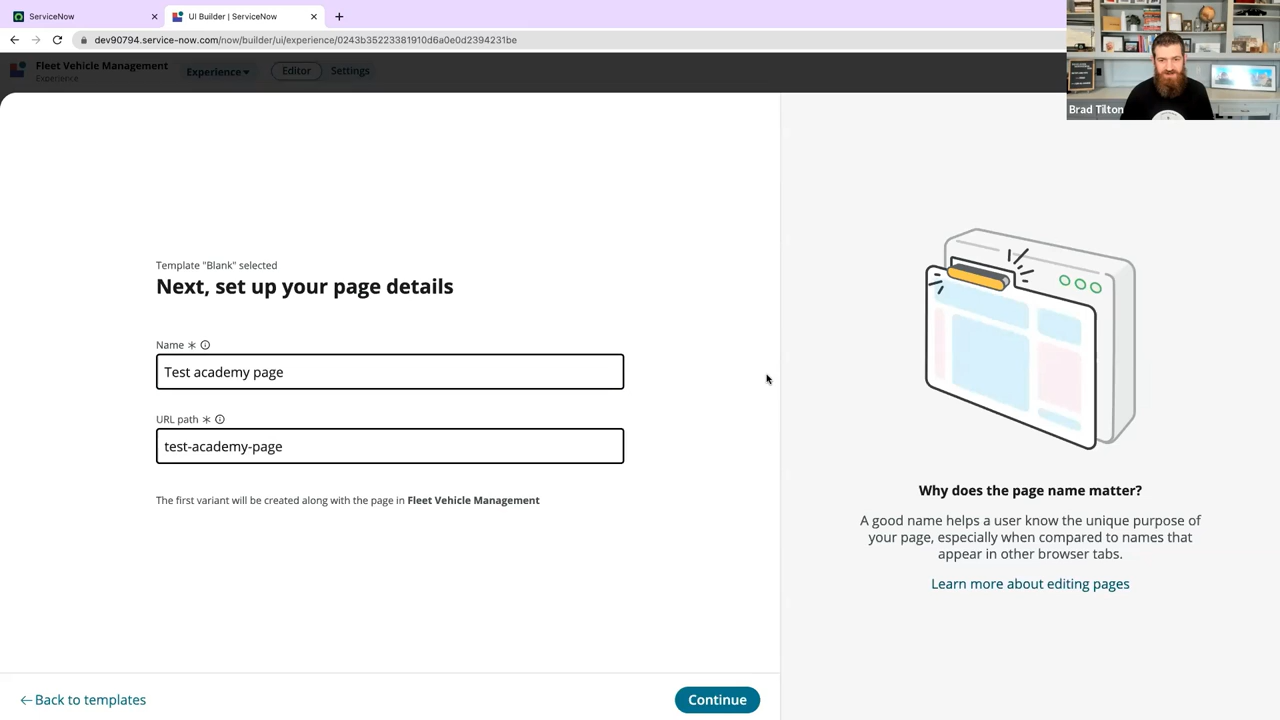 ServiceNow
UI Builder | ServiceNow
dev90794.service-now.com/now/builder/ui/experience/0243b35223381910d6a0e0d2394231be
Fleet Vehicle Management
Experience
Experience
Editor
Settings
Brad Tilton
Template "Blank" selected
Next, set up your page details
Name *
Test academy page
URL path *
test-academy-page
The first variant will be created along with the page in Fleet Vehicle Management
Back to templates
Continue
Why does the page name matter?
A good name helps a user know the unique purpose of
your page, especially when compared to names that
appear in other browser tabs.
Learn more about editing pages